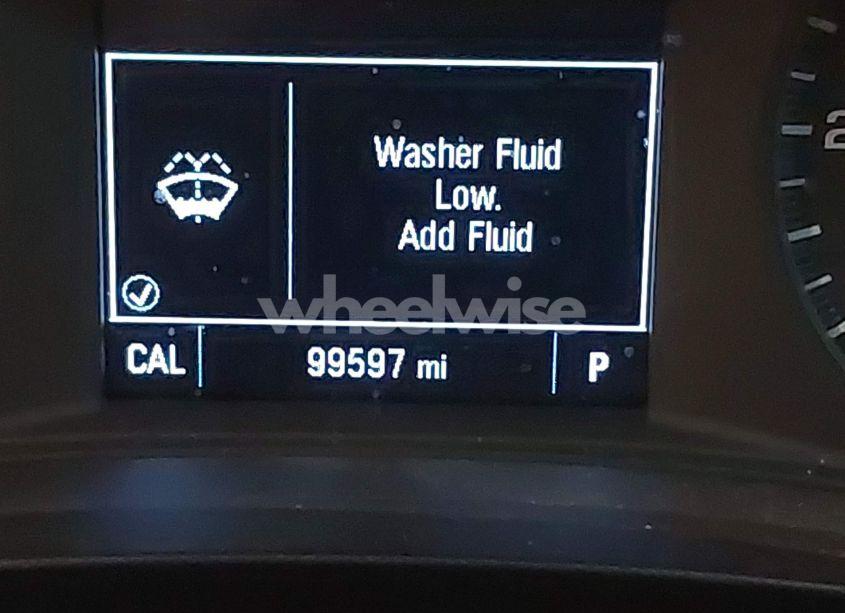 Washer Fluid
Low.
Add Fluid
wheelwise
CAL 99597 mi P